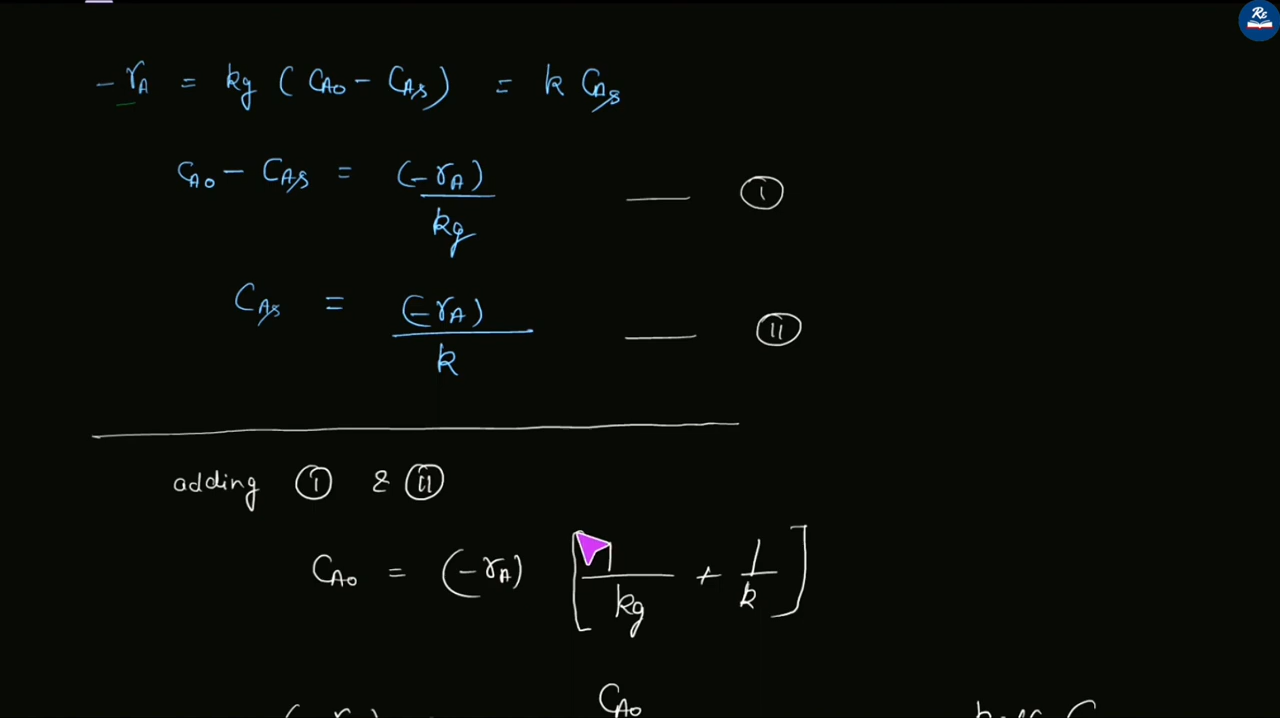 Re
- r_A = kg ( C_A0 - C_As ) = k C_As
C_A0 - C_As = (-r_A) / kg —— (I)
C_As = (-r_A) / k —— (II)
adding (I) & (II)
C_A0 = (-r_A) [ 1/kg + 1/k ]
C_A0